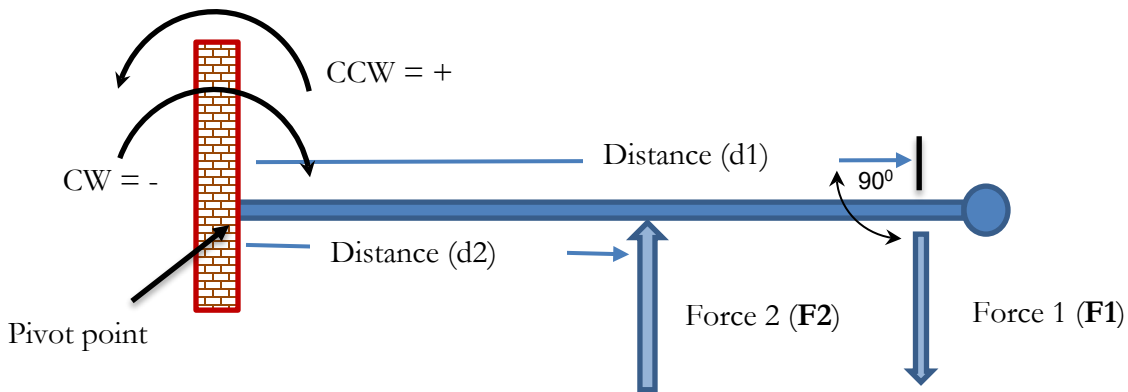 CCW = +
Distance (d1)
CW = -
90⁰
Distance (d2)
Force 2 (F2)
Force 1 (F1)
Pivot point